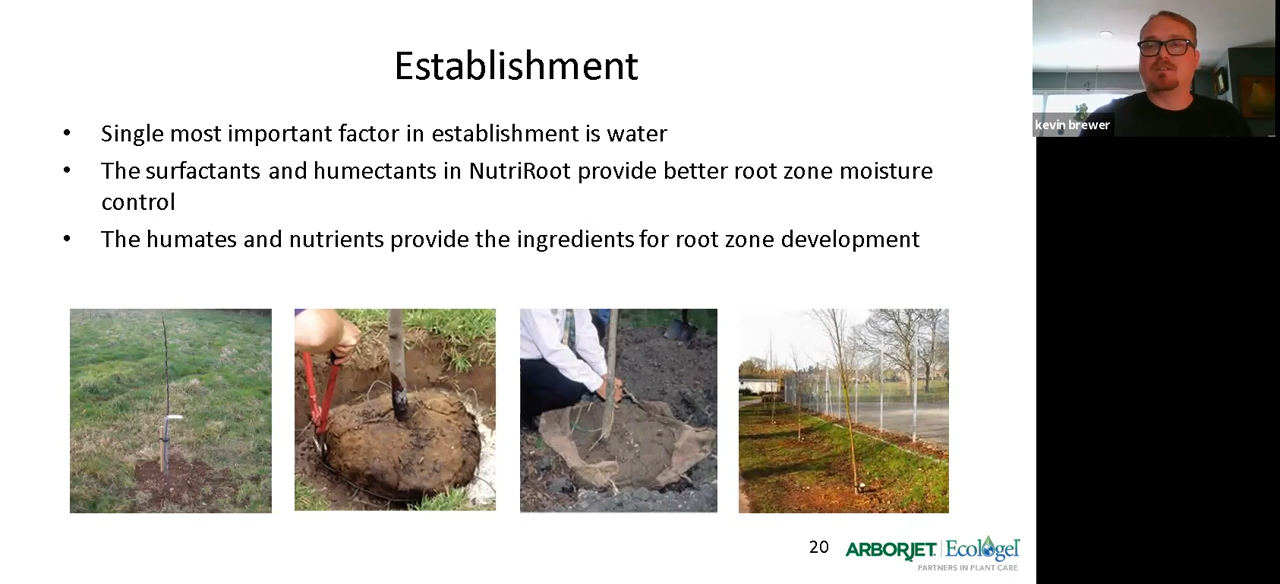 Establishment
• Single most important factor in establishment is water
• The surfactants and humectants in NutriRoot provide better root zone moisture
control
• The humates and nutrients provide the ingredients for root zone development
kevin brewer
20 ARBORJET Ecologel
PARTNERS IN PLANT CARE